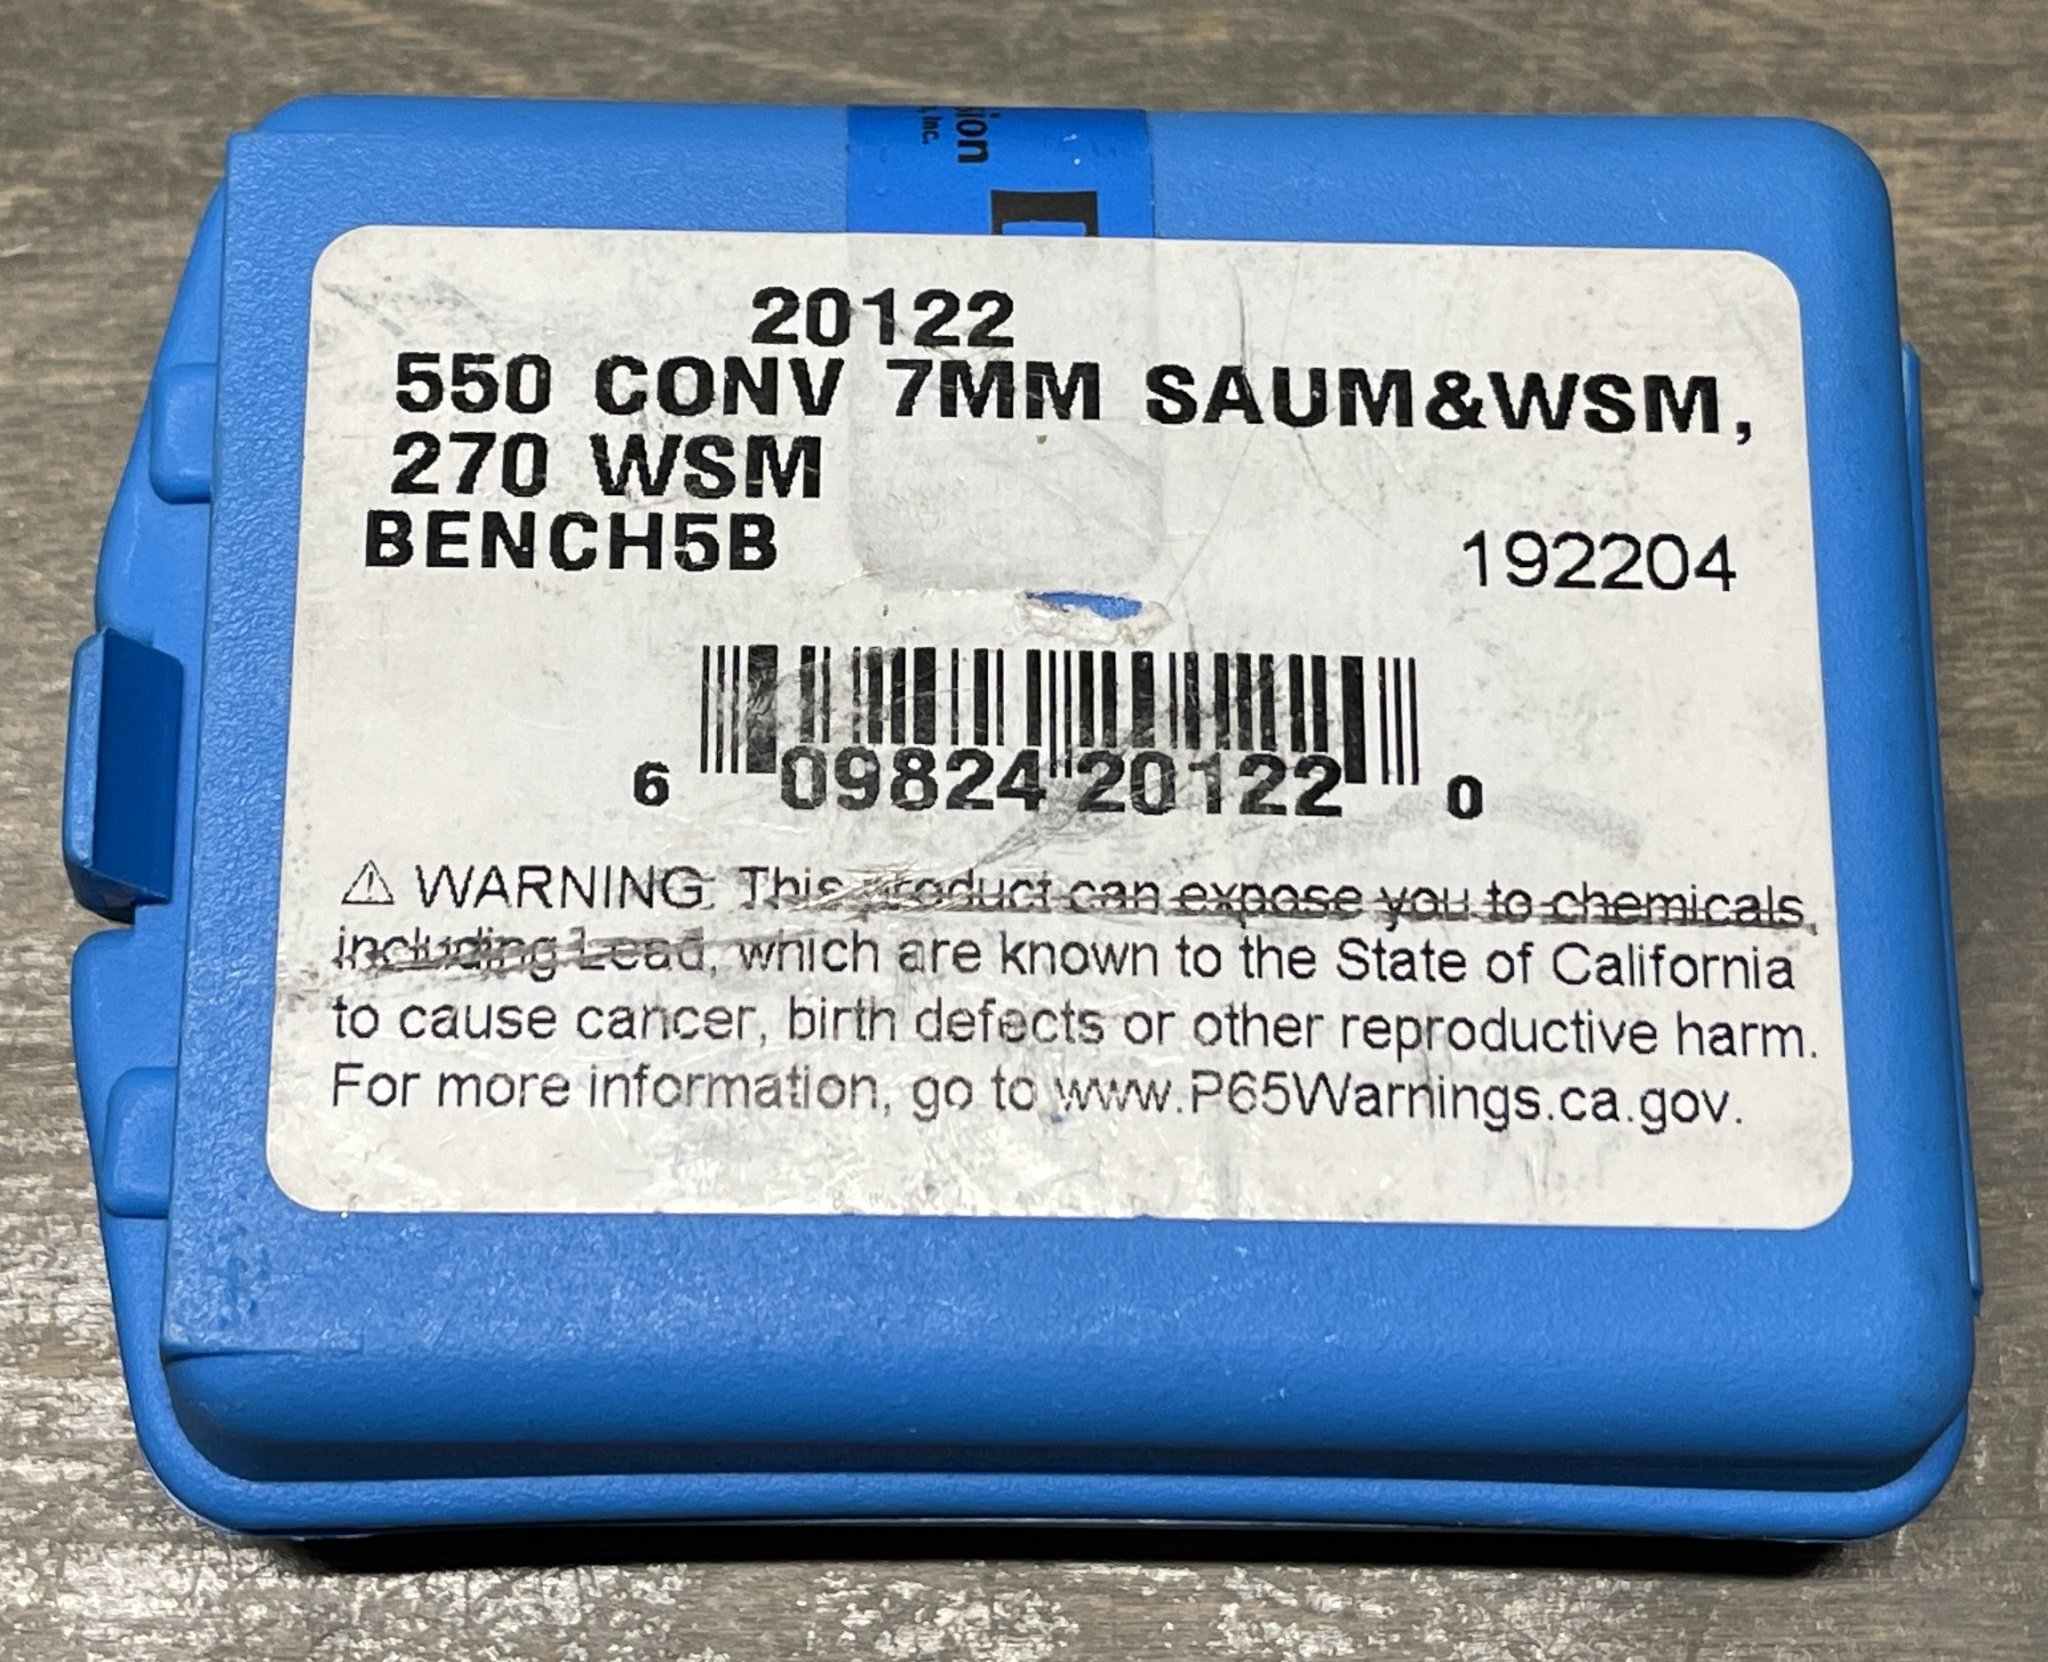 Inc.
20122
550 CONV 7MM SAUM&WSM,
270 WSM
BENCH5B
192204
6 09824 20122 0
⚠ WARNING: This product can expose you to chemicals,
including Lead, which are known to the State of California
to cause cancer, birth defects or other reproductive harm.
For more information, go to www.P65Warnings.ca.gov.